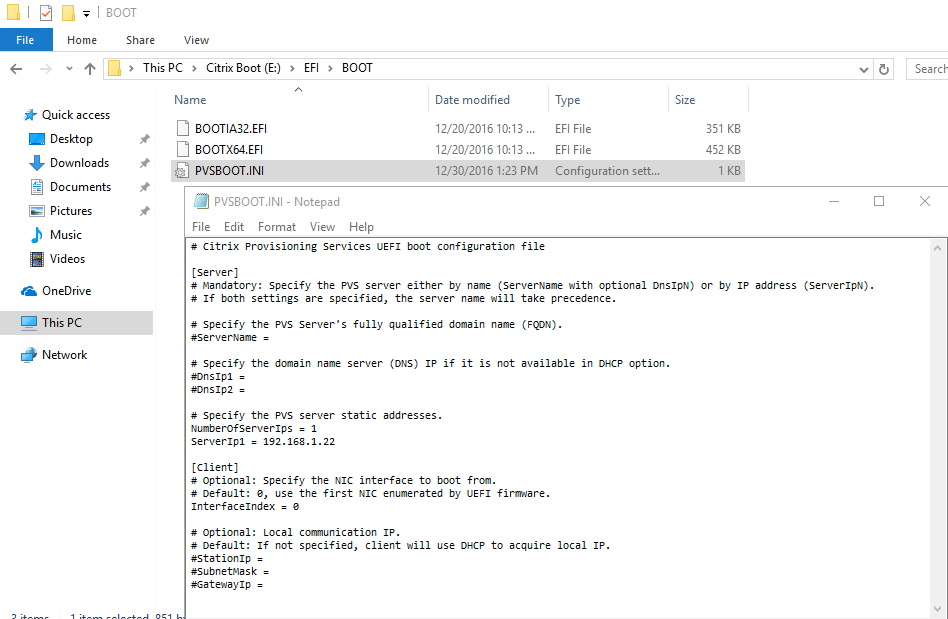 BOOT
File Home Share View
This PC Citrix Boot (E:) EFI BOOT
Search
Quick access
Desktop
Downloads
Documents
Pictures
Music
Videos
OneDrive
This PC
Network
Name Date modified Type Size
BOOTIA32.EFI 12/20/2016 10:13 ... EFI File 351 KB
BOOTX64.EFI 12/20/2016 10:13 ... EFI File 452 KB
PVSBOOT.INI 12/30/2016 1:23 PM Configuration sett... 1 KB
PVSBOOT.INI - Notepad
File Edit Format View Help
# Citrix Provisioning Services UEFI boot configuration file
[Server]
# Mandatory: Specify the PVS server either by name (ServerName with optional DnsIpN) or by IP address (ServerIpN).
# If both settings are specified, the server name will take precedence.
# Specify the PVS Server's fully qualified domain name (FQDN).
#ServerName =
# Specify the domain name server (DNS) IP if it is not available in DHCP option.
#DnsIp1 =
#DnsIp2 =
# Specify the PVS server static addresses.
NumberOfServerIps = 1
ServerIp1 = 192.168.1.22
[Client]
# Optional: Specify the NIC interface to boot from.
# Default: 0, use the first NIC enumerated by UEFI firmware.
InterfaceIndex = 0
# Optional: Local communication IP.
# Default: If not specified, client will use DHCP to acquire local IP.
#StationIp =
#SubnetMask =
#GatewayIp =
3 items 1 item selected 851